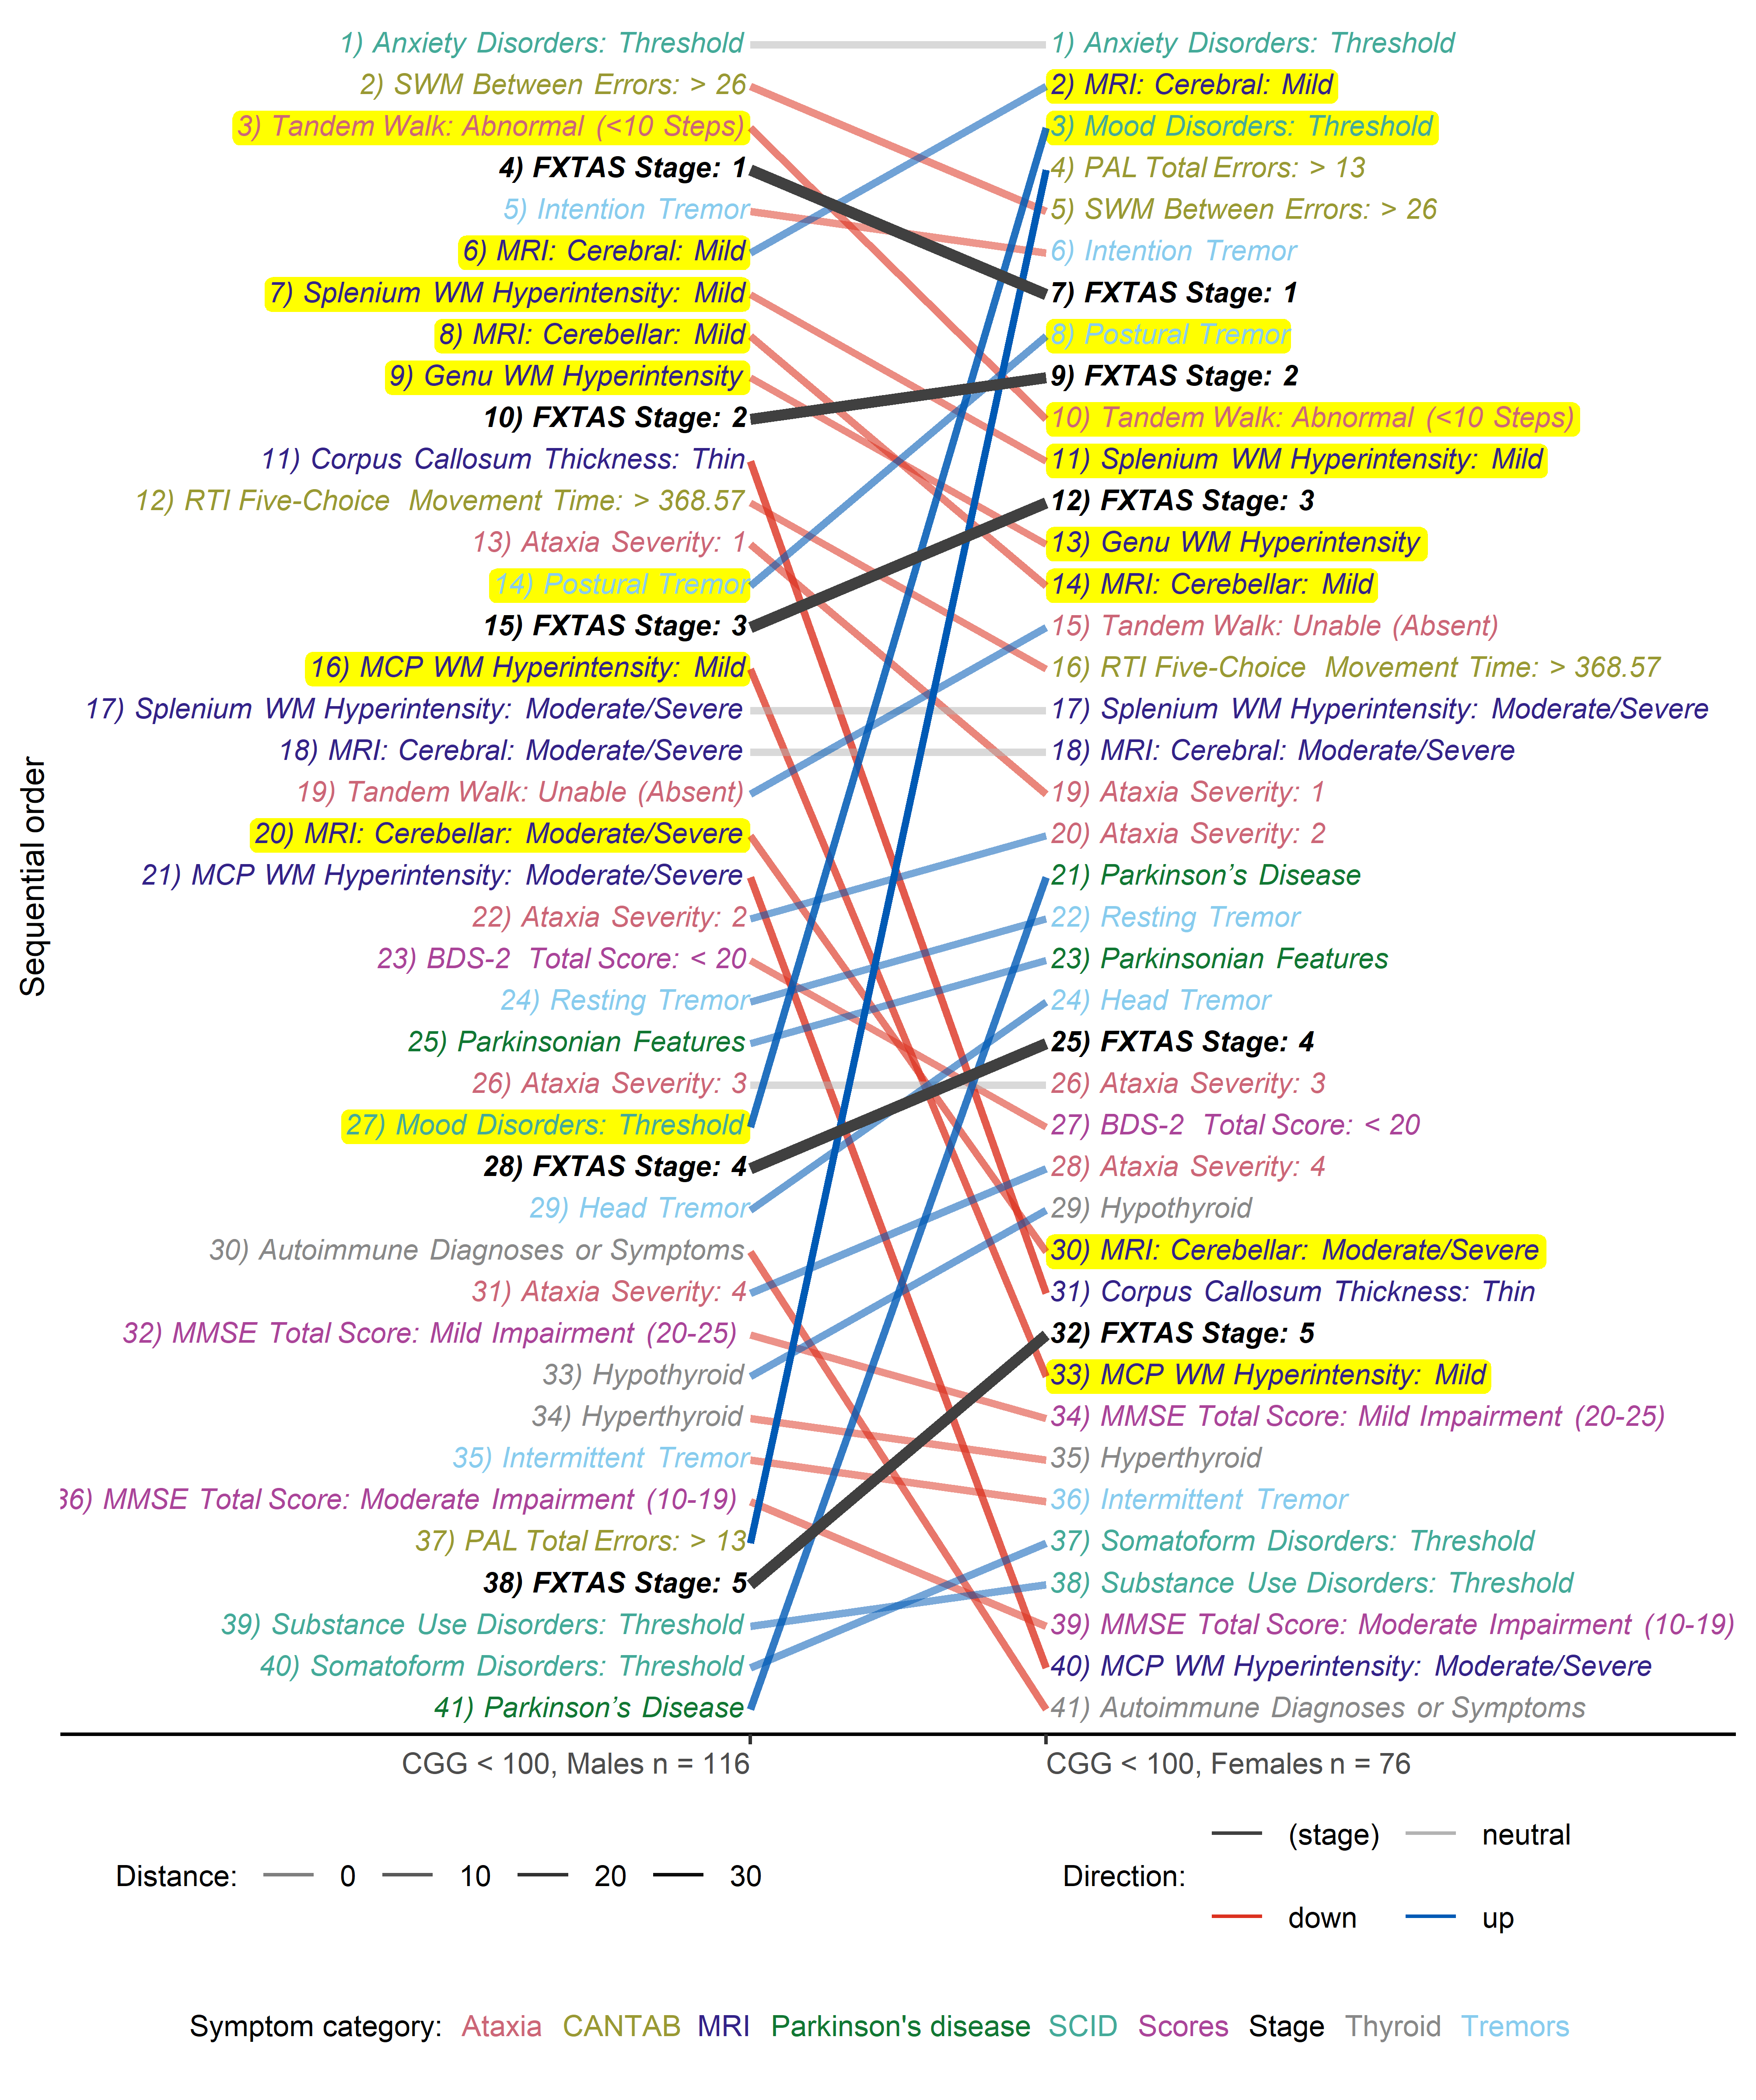 Sequential order
1) Anxiety Disorders: Threshold
2) SWM Between Errors: > 26
3) Tandem Walk: Abnormal (<10 Steps)
4) FXTAS Stage: 1
5) Intention Tremor
6) MRI: Cerebral: Mild
7) Splenium WM Hyperintensity: Mild
8) MRI: Cerebellar: Mild
9) Genu WM Hyperintensity
10) FXTAS Stage: 2
11) Corpus Callosum Thickness: Thin
12) RTI Five-Choice Movement Time: > 368.57
13) Ataxia Severity: 1
14) Postural Tremor
15) FXTAS Stage: 3
16) MCP WM Hyperintensity: Mild
17) Splenium WM Hyperintensity: Moderate/Severe
18) MRI: Cerebral: Moderate/Severe
19) Tandem Walk: Unable (Absent)
20) MRI: Cerebellar: Moderate/Severe
21) MCP WM Hyperintensity: Moderate/Severe
22) Ataxia Severity: 2
23) BDS-2 Total Score: < 20
24) Resting Tremor
25) Parkinsonian Features
26) Ataxia Severity: 3
27) Mood Disorders: Threshold
28) FXTAS Stage: 4
29) Head Tremor
30) Autoimmune Diagnoses or Symptoms
31) Ataxia Severity: 4
32) MMSE Total Score: Mild Impairment (20-25)
33) Hypothyroid
34) Hyperthyroid
35) Intermittent Tremor
36) MMSE Total Score: Moderate Impairment (10-19)
37) PAL Total Errors: > 13
38) FXTAS Stage: 5
39) Substance Use Disorders: Threshold
40) Somatoform Disorders: Threshold
41) Parkinson's Disease
1) Anxiety Disorders: Threshold
2) MRI: Cerebral: Mild
3) Mood Disorders: Threshold
4) PAL Total Errors: > 13
5) SWM Between Errors: > 26
6) Intention Tremor
7) FXTAS Stage: 1
8) Postural Tremor
9) FXTAS Stage: 2
10) Tandem Walk: Abnormal (<10 Steps)
11) Splenium WM Hyperintensity: Mild
12) FXTAS Stage: 3
13) Genu WM Hyperintensity
14) MRI: Cerebellar: Mild
15) Tandem Walk: Unable (Absent)
16) RTI Five-Choice Movement Time: > 368.57
17) Splenium WM Hyperintensity: Moderate/Severe
18) MRI: Cerebral: Moderate/Severe
19) Ataxia Severity: 1
20) Ataxia Severity: 2
21) Parkinson's Disease
22) Resting Tremor
23) Parkinsonian Features
24) Head Tremor
25) FXTAS Stage: 4
26) Ataxia Severity: 3
27) BDS-2 Total Score: < 20
28) Ataxia Severity: 4
29) Hypothyroid
30) MRI: Cerebellar: Moderate/Severe
31) Corpus Callosum Thickness: Thin
32) FXTAS Stage: 5
33) MCP WM Hyperintensity: Mild
34) MMSE Total Score: Mild Impairment (20-25)
35) Hyperthyroid
36) Intermittent Tremor
37) Somatoform Disorders: Threshold
38) Substance Use Disorders: Threshold
39) MMSE Total Score: Moderate Impairment (10-19)
40) MCP WM Hyperintensity: Moderate/Severe
41) Autoimmune Diagnoses or Symptoms
CGG < 100, Males n = 116
CGG < 100, Females n = 76
Distance: 0 10 20 30
Direction: (stage) neutral
down up
Symptom category: Ataxia CANTAB MRI Parkinson's disease SCID Scores Stage Thyroid Tremors